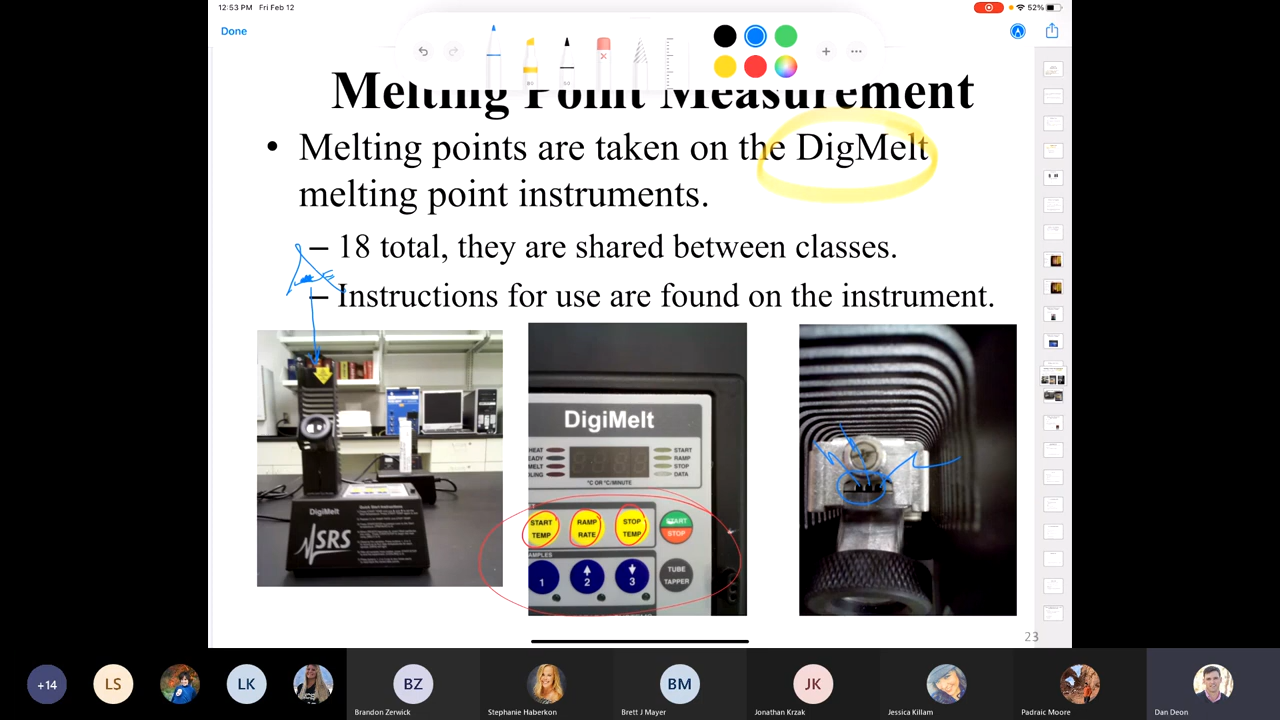 12:53 PM Fri Feb 12
52%
Done
Melting Point Measurement
• Melting points are taken on the DigMelt
melting point instruments.
– 18 total, they are shared between classes.
– Instructions for use are found on the instrument.
DigiMelt
SRS
DigiMelt
HEAT
START
EADY
RAMP
MELT
STOP
LING
DATA
°C OR °C/MINUTE
START TEMP
RAMP RATE
STOP TEMP
START STOP
AMPLES
1
2
3
TUBE TAPPER
23
+14
LS
LK
BZ
BM
JK
Brandon Zerwick
Stephanie Haberkon
Brett J Mayer
Jonathan Krzak
Jessica Killam
Padraic Moore
Dan Deon